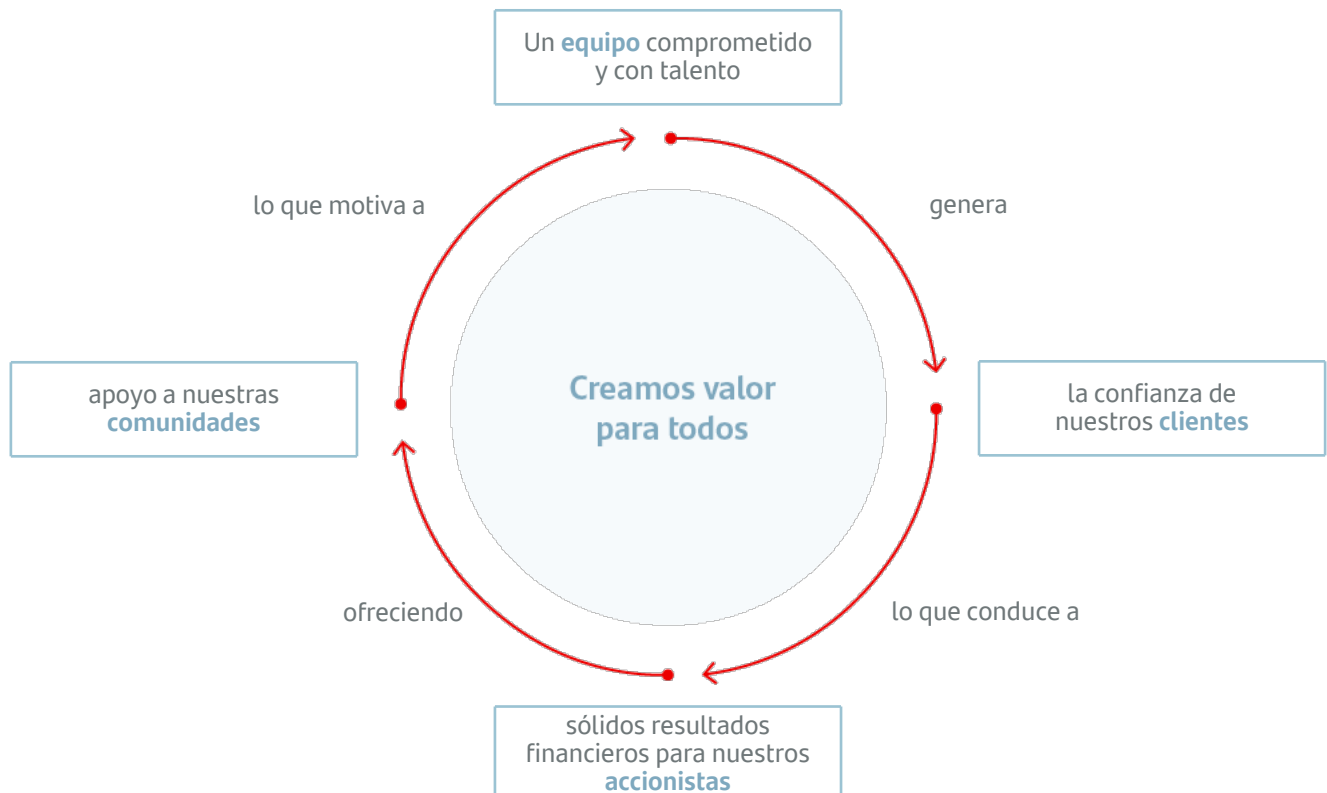 Un equipo comprometido
y con talento
lo que motiva a
genera
apoyo a nuestras
comunidades
Creamos valor
para todos
la confianza de
nuestros clientes
ofreciendo
lo que conduce a
sólidos resultados
financieros para nuestros
accionistas